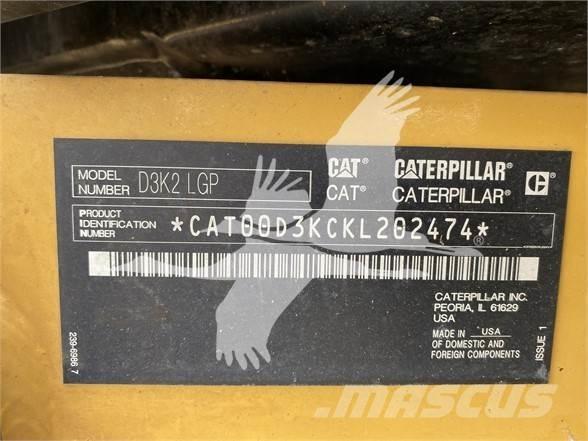 MODEL NUMBER D3K2 LGP
CAT® CATERPILLAR®
CAT® CATERPILLAR®
PRODUCT IDENTIFICATION NUMBER *CAT00D3KCKL202474*
®
CATERPILLAR INC.
PEORIA, IL 61629
USA
MADE IN USA
OF DOMESTIC AND
FOREIGN COMPONENTS
ISSUE 1
239-6986 7
MASCUS